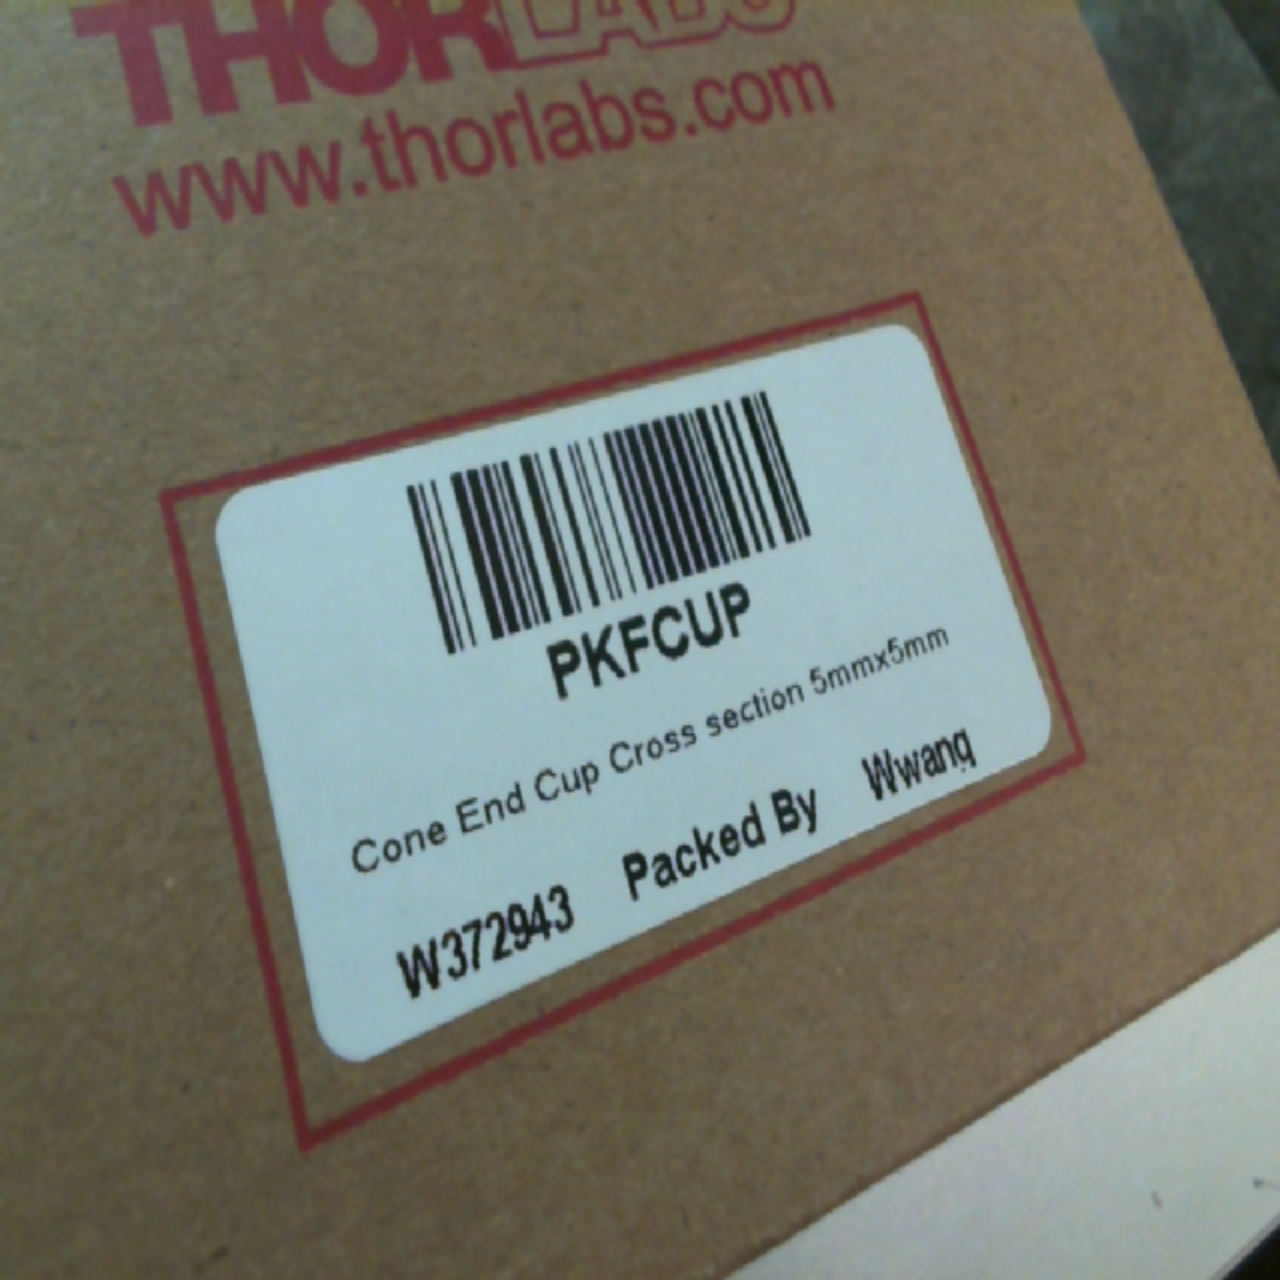 THORLABS
www.thorlabs.com
PKFCUP
Cone End Cup Cross section 5mmx5mm
W372943 Packed By Wwang